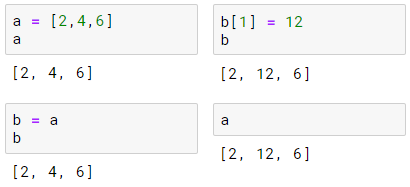 a = [2,4,6]
a
[2, 4, 6]
b = a
b
[2, 4, 6]
b[1] = 12
b
[2, 12, 6]
a
[2, 12, 6]